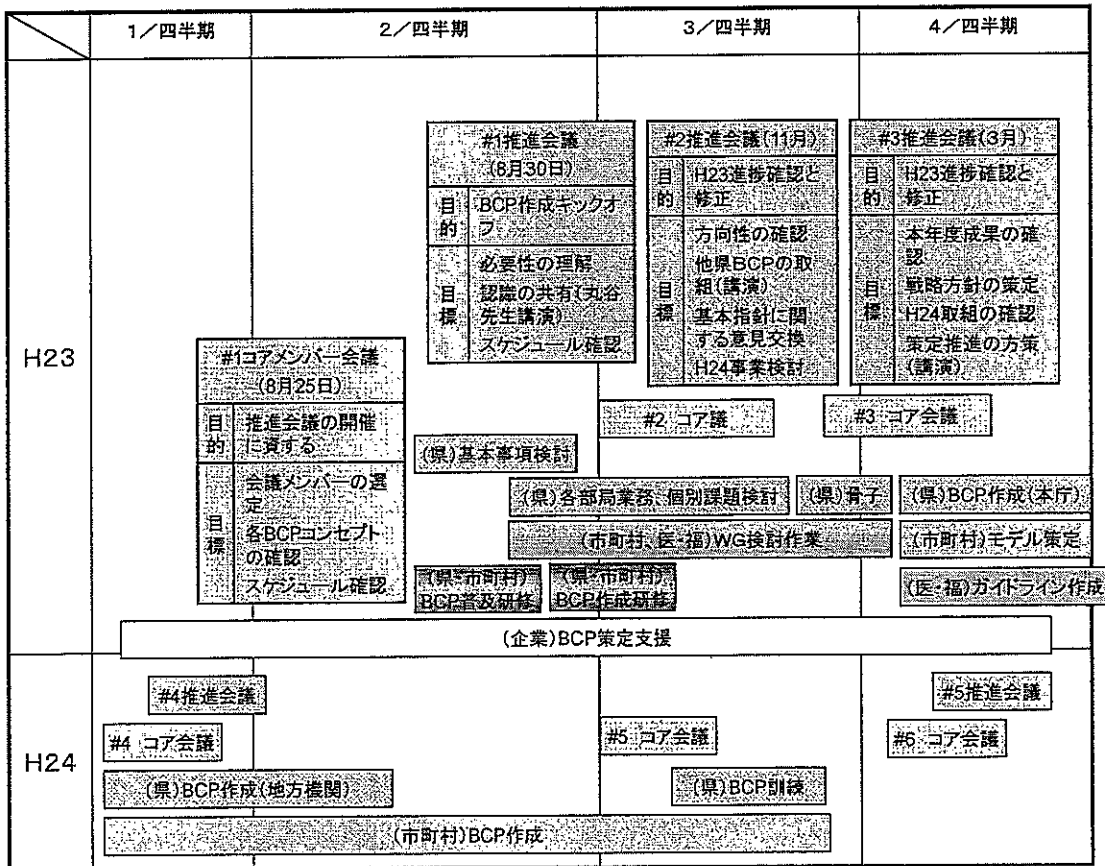 1／四半期
2／四半期
3／四半期
4／四半期
H23
#1推進会議
(8月30日)
目的
BCP作成キックオ
フ
目標
必要性の理解
認識の共有(丸谷
先生講演)
スケジュール確認
#2推進会議(11月)
目的
H23進捗確認と
修正
目標
方向性の確認
他県BCPの取
組(講演)
基本指針に関
する意見交換
H24事業検討
#3推進会議(3月)
目的
H23進捗確認と
修正
目標
本年度成果の確
認
戦略方針の策定
H24取組の確認
策定推進の方策
(講演)
#1コアメンバー会議
(8月25日)
目的
推進会議の開催
に資する
目標
会議メンバーの選
定
各BCPコンセプト
の確認
スケジュール確認
#2 コア議
#3 コア会議
(県)基本事項検討
(県)各部局業務、個別課題検討
(県)骨子
(県)BCP作成(本庁)
(市町村、医・福)WG検討作業
(市町村)モデル策定
(県・市町村)
BCP普及研修
(県・市町村)
BCP作成研修
(医・福)ガイドライン作成
(企業)BCP策定支援
H24
#4推進会議
#5推進会議
#4 コア会議
#5 コア会議
#6 コア会議
(県)BCP作成(地方機関)
(県)BCP訓練
(市町村)BCP作成